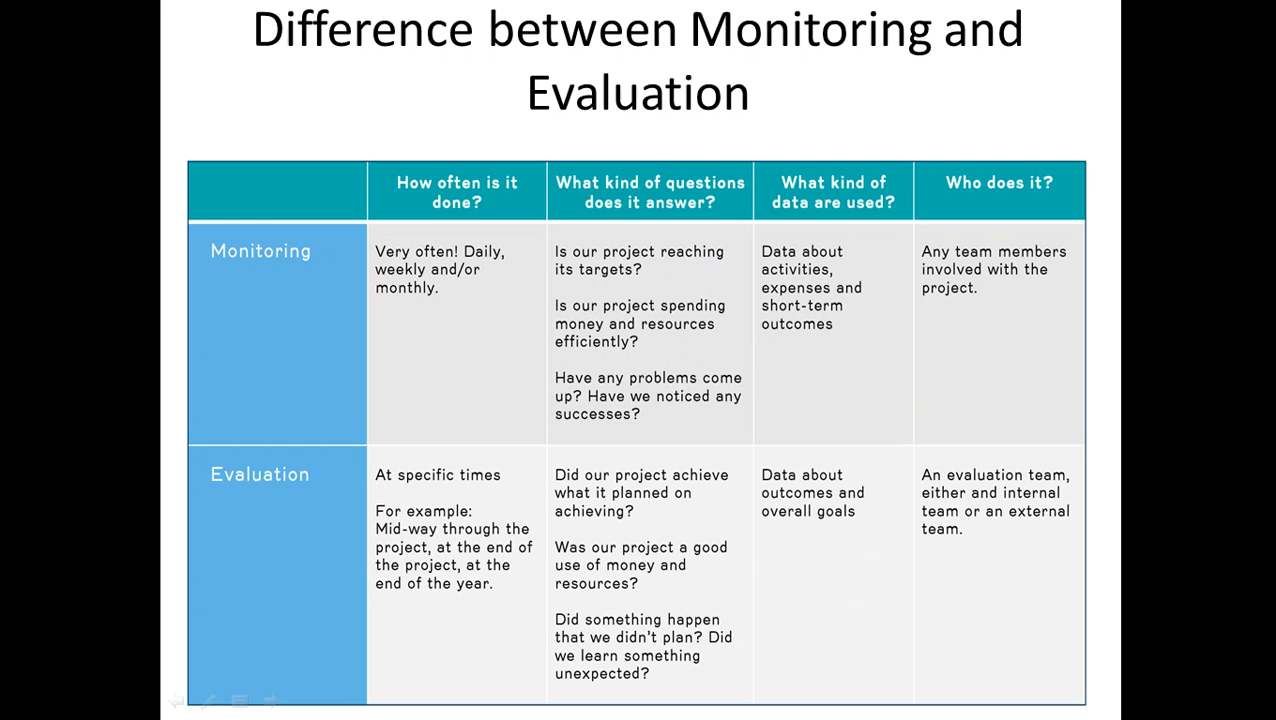 Difference between Monitoring and
Evaluation
How often is it
done?
What kind of questions
does it answer?
What kind of
data are used?
Who does it?
Monitoring
Very often! Daily,
weekly and/or
monthly.
Is our project reaching
its targets?
Is our project spending
money and resources
efficiently?
Have any problems come
up? Have we noticed any
successes?
Data about
activities,
expenses and
short-term
outcomes
Any team members
involved with the
project.
Evaluation
At specific times
For example:
Mid-way through the
project, at the end of
the project, at the
end of the year.
Did our project achieve
what it planned on
achieving?
Was our project a good
use of money and
resources?
Did something happen
that we didn't plan? Did
we learn something
unexpected?
Data about
outcomes and
overall goals
An evaluation team,
either and internal
team or an external
team.